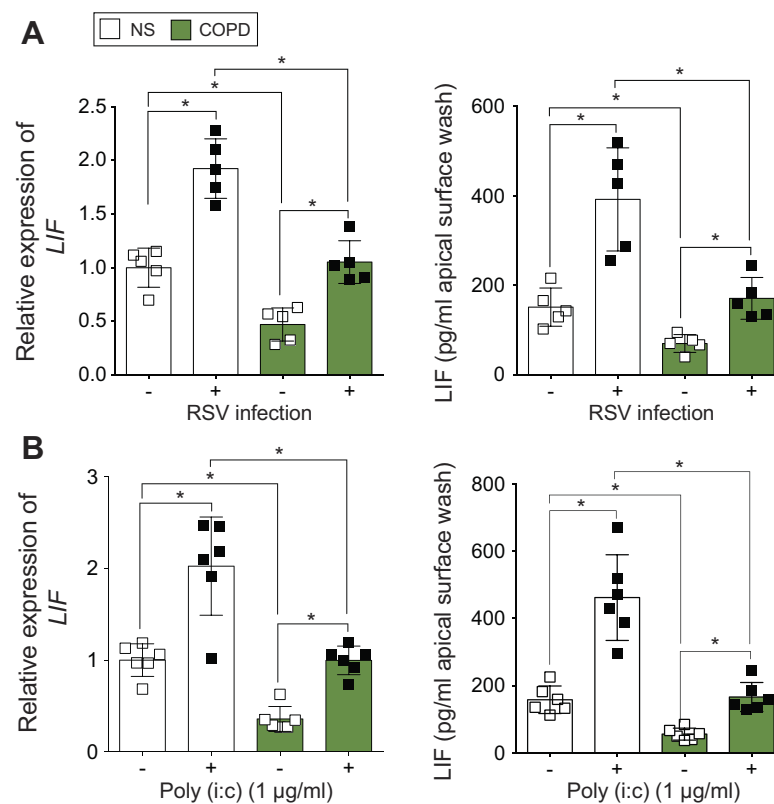 A
NS COPD
Relative expression of
LIF
2.5
2.0
1.5
1.0
0.5
0.0
* * * *
- + - +
RSV infection
LIF (pg/ml apical surface wash)
600
400
200
0
* * * *
- + - +
RSV infection
B
Relative expression of
LIF
3
2
1
0
* * * *
- + - +
Poly (i:c) (1 µg/ml)
LIF (pg/ml apical surface wash)
800
600
400
200
0
* * * *
- + - +
Poly (i:c) (1 µg/ml)